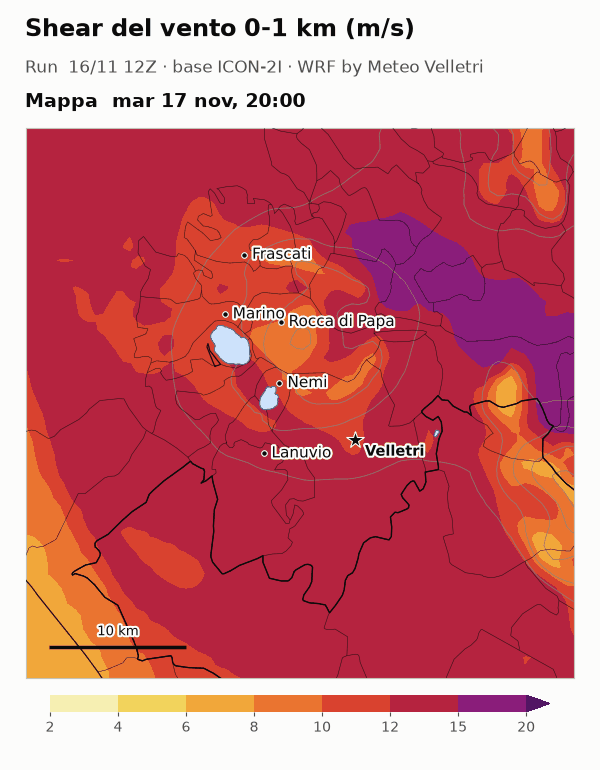 Shear del vento 0-1 km (m/s)
Run  16/11 12Z · base ICON-2I · WRF by Meteo Velletri
Mappa  mar 17 nov, 20:00
Frascati
Marino
Rocca di Papa
Nemi
Velletri
Lanuvio
10 km
2 4 6 8 10 12 15 20